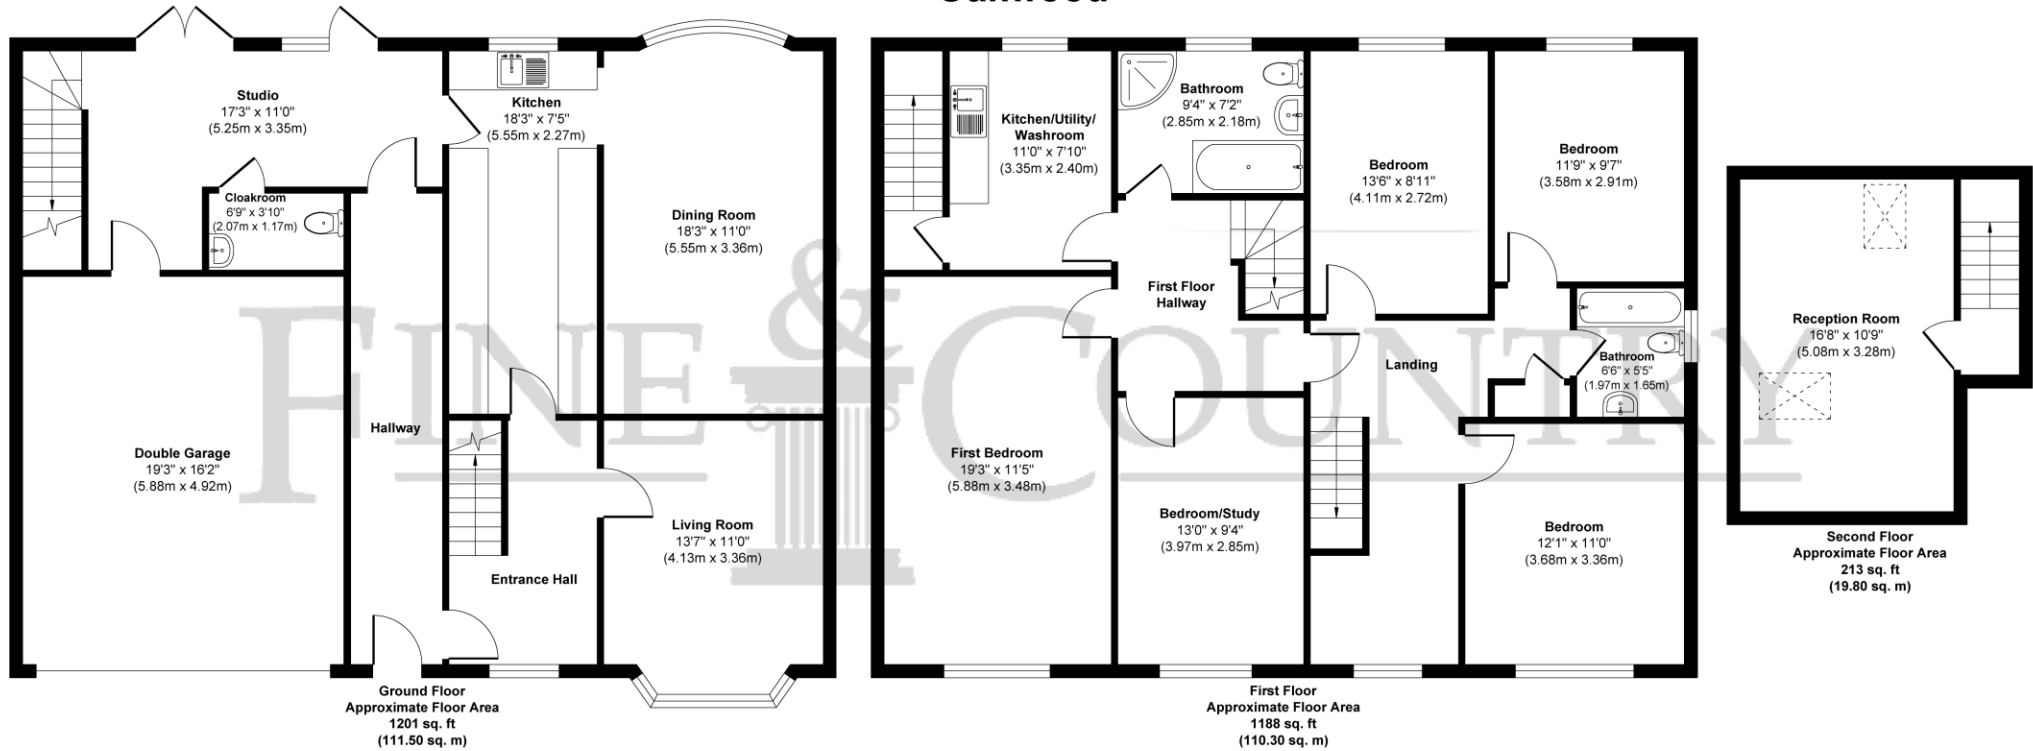 Studio
17'3" x 11'0"
(5.25m x 3.35m)
Kitchen
18'3" x 7'5"
(5.55m x 2.27m)
Cloakroom
6'9" x 3'10"
(2.07m x 1.17m)
Dining Room
18'3" x 11'0"
(5.55m x 3.36m)
Hallway
Double Garage
19'3" x 16'2"
(5.88m x 4.92m)
Living Room
13'7" x 11'0"
(4.13m x 3.36m)
Entrance Hall
Ground Floor
Approximate Floor Area
1201 sq. ft
(111.50 sq. m)
Kitchen/Utility/
Washroom
11'0" x 7'10"
(3.35m x 2.40m)
Bathroom
9'4" x 7'2"
(2.85m x 2.18m)
Bedroom
13'6" x 8'11"
(4.11m x 2.72m)
Bedroom
11'9" x 9'7"
(3.58m x 2.91m)
First Floor
Hallway
Landing
Bathroom
6'6" x 5'5"
(1.97m x 1.65m)
First Bedroom
19'3" x 11'5"
(5.88m x 3.48m)
Bedroom/Study
13'0" x 9'4"
(3.97m x 2.85m)
Bedroom
12'1" x 11'0"
(3.68m x 3.36m)
First Floor
Approximate Floor Area
1188 sq. ft
(110.30 sq. m)
Reception Room
16'8" x 10'9"
(5.08m x 3.28m)
Second Floor
Approximate Floor Area
213 sq. ft
(19.80 sq. m)
FINE & COUNTRY